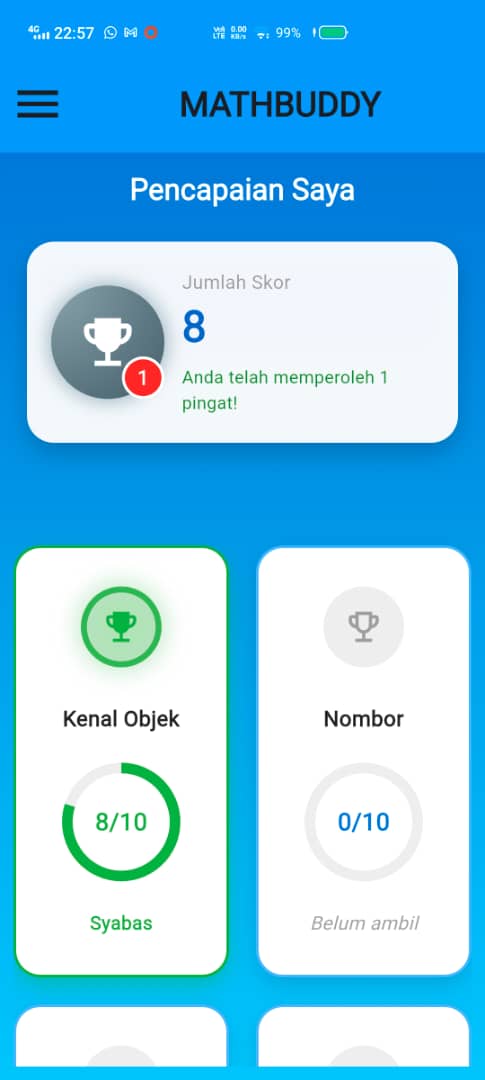 4G 22:57 VoI) LTE 0.00 KB/s 99%
MATHBUDDY
Pencapaian Saya
Jumlah Skor
8
1
Anda telah memperoleh 1
pingat!
Kenal Objek
Nombor
8/10
0/10
Syabas
Belum ambil